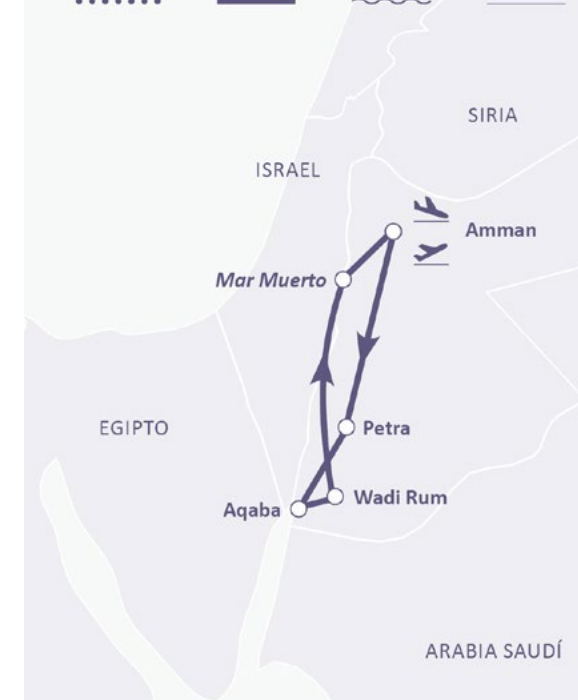 SIRIA
ISRAEL
Amman
Mar Muerto
EGIPTO
Petra
Wadi Rum
Aqaba
ARABIA SAUDÍ